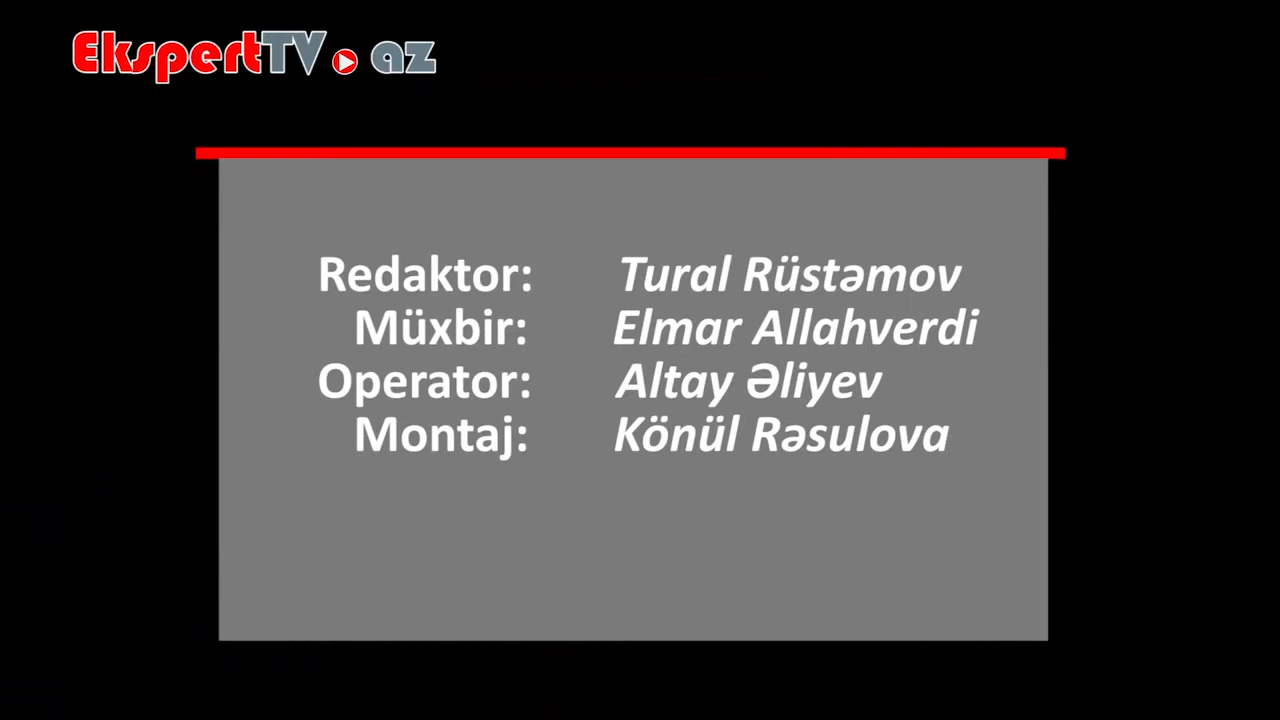 EkspertTV.az
Redaktor: Tural Rüstəmov
Müxbir: Elmar Allahverdi
Operator: Altay Əliyev
Montaj: Könül Rəsulova